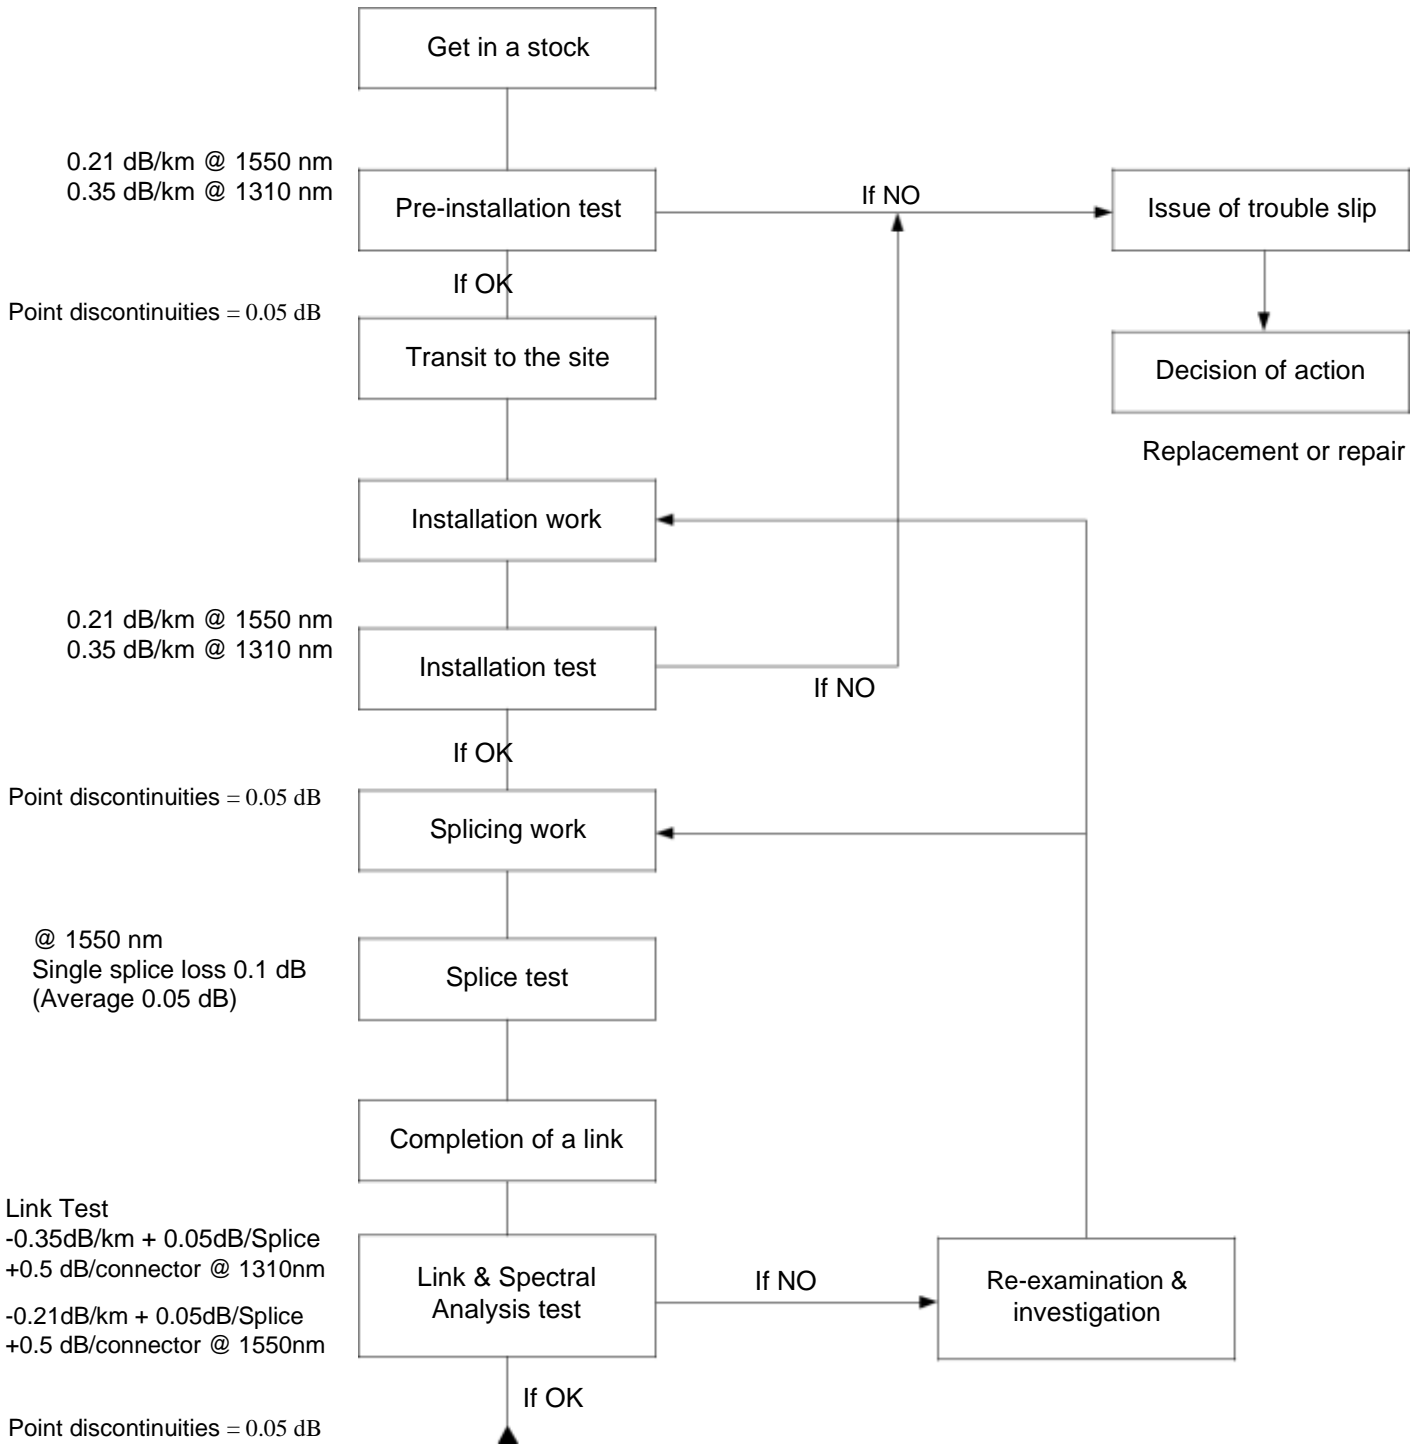 Get in a stock
0.21 dB/km @ 1550 nm
0.35 dB/km @ 1310 nm
Pre-installation test
If NO
Issue of trouble slip
If OK
Point discontinuities = 0.05 dB
Transit to the site
Decision of action
Replacement or repair
Installation work
0.21 dB/km @ 1550 nm
0.35 dB/km @ 1310 nm
Installation test
If NO
If OK
Point discontinuities = 0.05 dB
Splicing work
@ 1550 nm
Single splice loss 0.1 dB
(Average 0.05 dB)
Splice test
Completion of a link
Link Test
-0.35dB/km + 0.05dB/Splice
+0.5 dB/connector @ 1310nm
-0.21dB/km + 0.05dB/Splice
+0.5 dB/connector @ 1550nm
Link & Spectral
Analysis test
If NO
Re-examination &
investigation
If OK
Point discontinuities = 0.05 dB